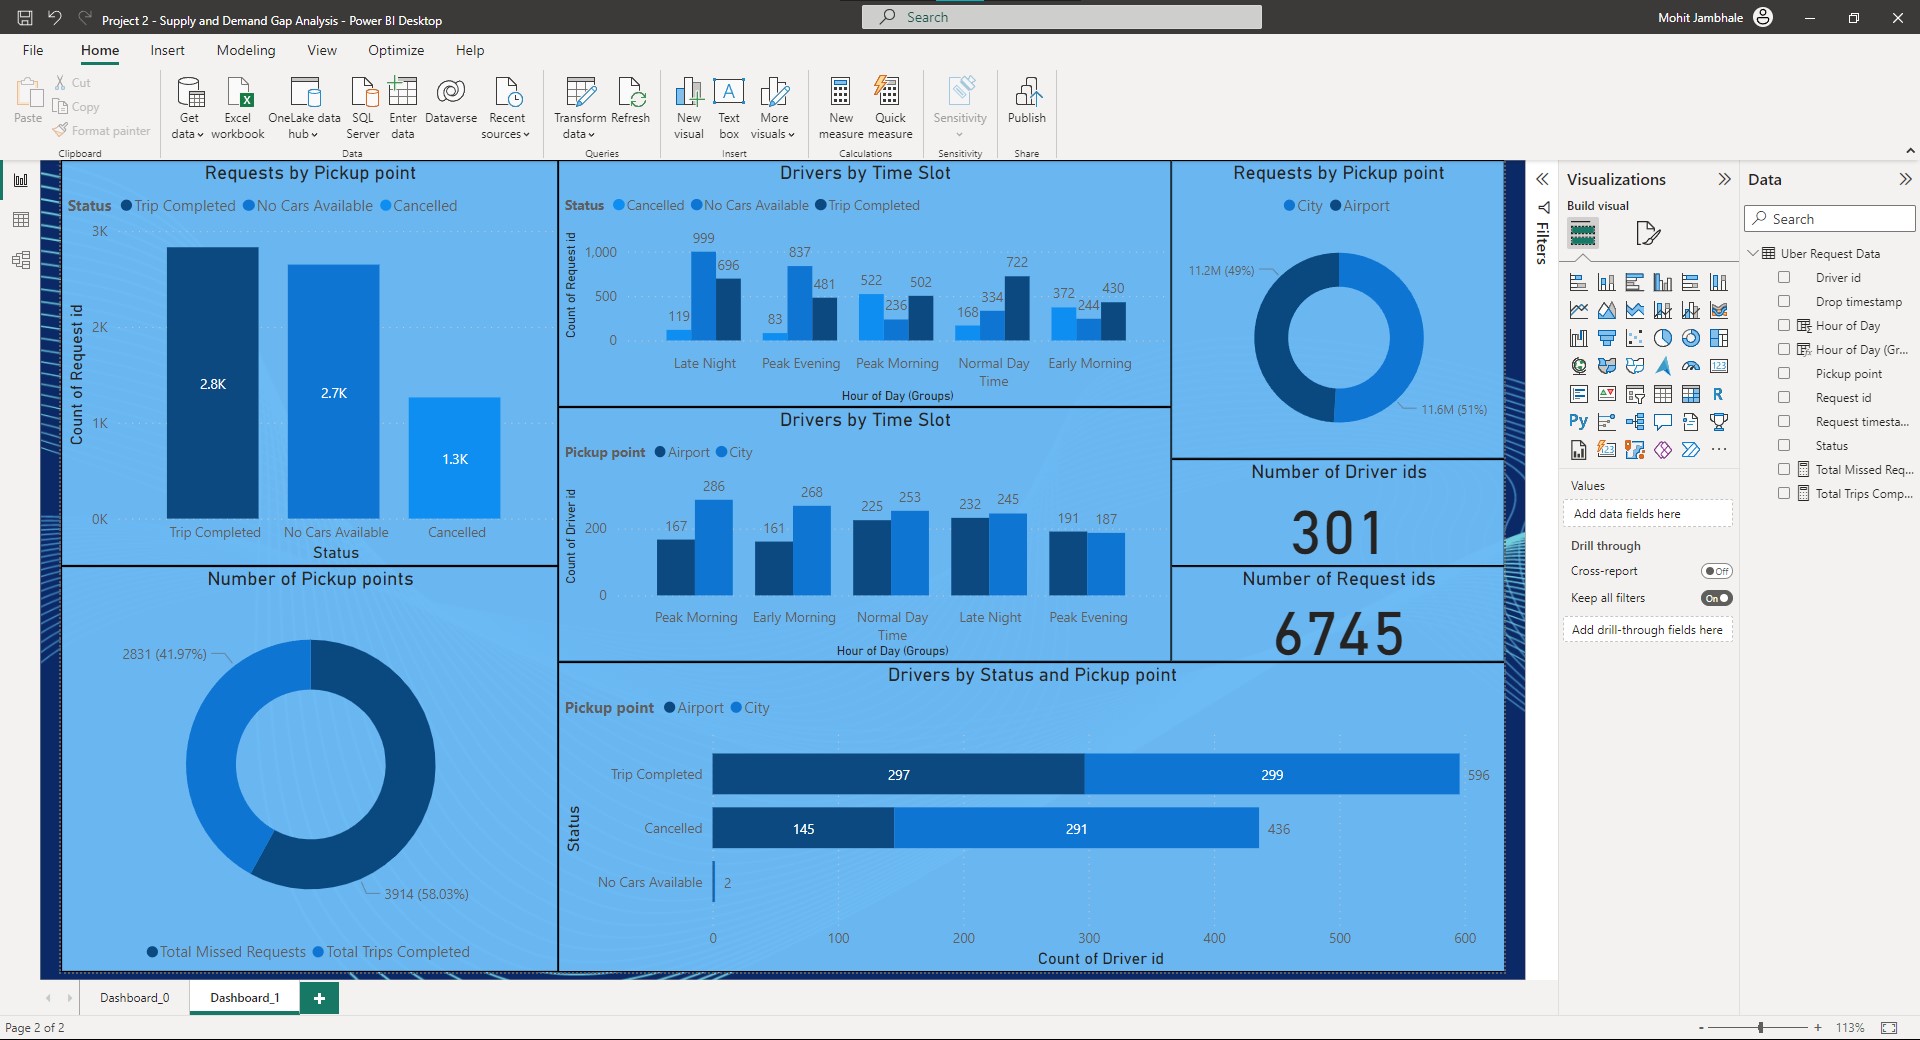 Project 2 - Supply and Demand Gap Analysis - Power BI Desktop
Search
Mohit Jambhale
File Home Insert Modeling View Optimize Help
Paste
Cut
Copy
Format painter
Clipboard
Get data
Excel workbook
OneLake data hub
SQL Server
Enter data
Dataverse
Recent sources
Data
Transform data
Refresh
Queries
New visual
Text box
More visuals
Insert
New measure
Quick measure
Calculations
Sensitivity
Sensitivity
Publish
Share
Requests by Pickup point
Status Trip Completed No Cars Available Cancelled
Count of Request id
3K
2K
1K
0K
2.8K
2.7K
1.3K
Trip Completed No Cars Available Cancelled
Status
Number of Pickup points
2831 (41.97%)
3914 (58.03%)
Total Missed Requests Total Trips Completed
Drivers by Time Slot
Status Cancelled No Cars Available Trip Completed
Count of Request id
1,000
500
0
119 999 696
83 837 481
522 236 502
168 334 722
372 244 430
Late Night Peak Evening Peak Morning Normal Day Time Early Morning
Hour of Day (Groups)
Drivers by Time Slot
Pickup point Airport City
Count of Driver id
200
0
167 286
161 268
225 253
232 245
191 187
Peak Morning Early Morning Normal Day Time Late Night Peak Evening
Hour of Day (Groups)
Requests by Pickup point
City Airport
11.2M (49%)
11.6M (51%)
Number of Driver ids
301
Number of Request ids
6745
Drivers by Status and Pickup point
Pickup point Airport City
Status
Trip Completed 297 299 596
Cancelled 145 291 436
No Cars Available 2
0 100 200 300 400 500 600
Count of Driver id
Filters
Visualizations
Build visual
R
Py
123
123
Values
Add data fields here
Drill through
Cross-report Off
Keep all filters On
Add drill-through fields here
Data
Search
Uber Request Data
Driver id
Drop timestamp
Hour of Day
Hour of Day (Gr...
Pickup point
Request id
Request timesta...
Status
Total Missed Req...
Total Trips Comp...
Dashboard_0 Dashboard_1 +
Page 2 of 2
- + 113%